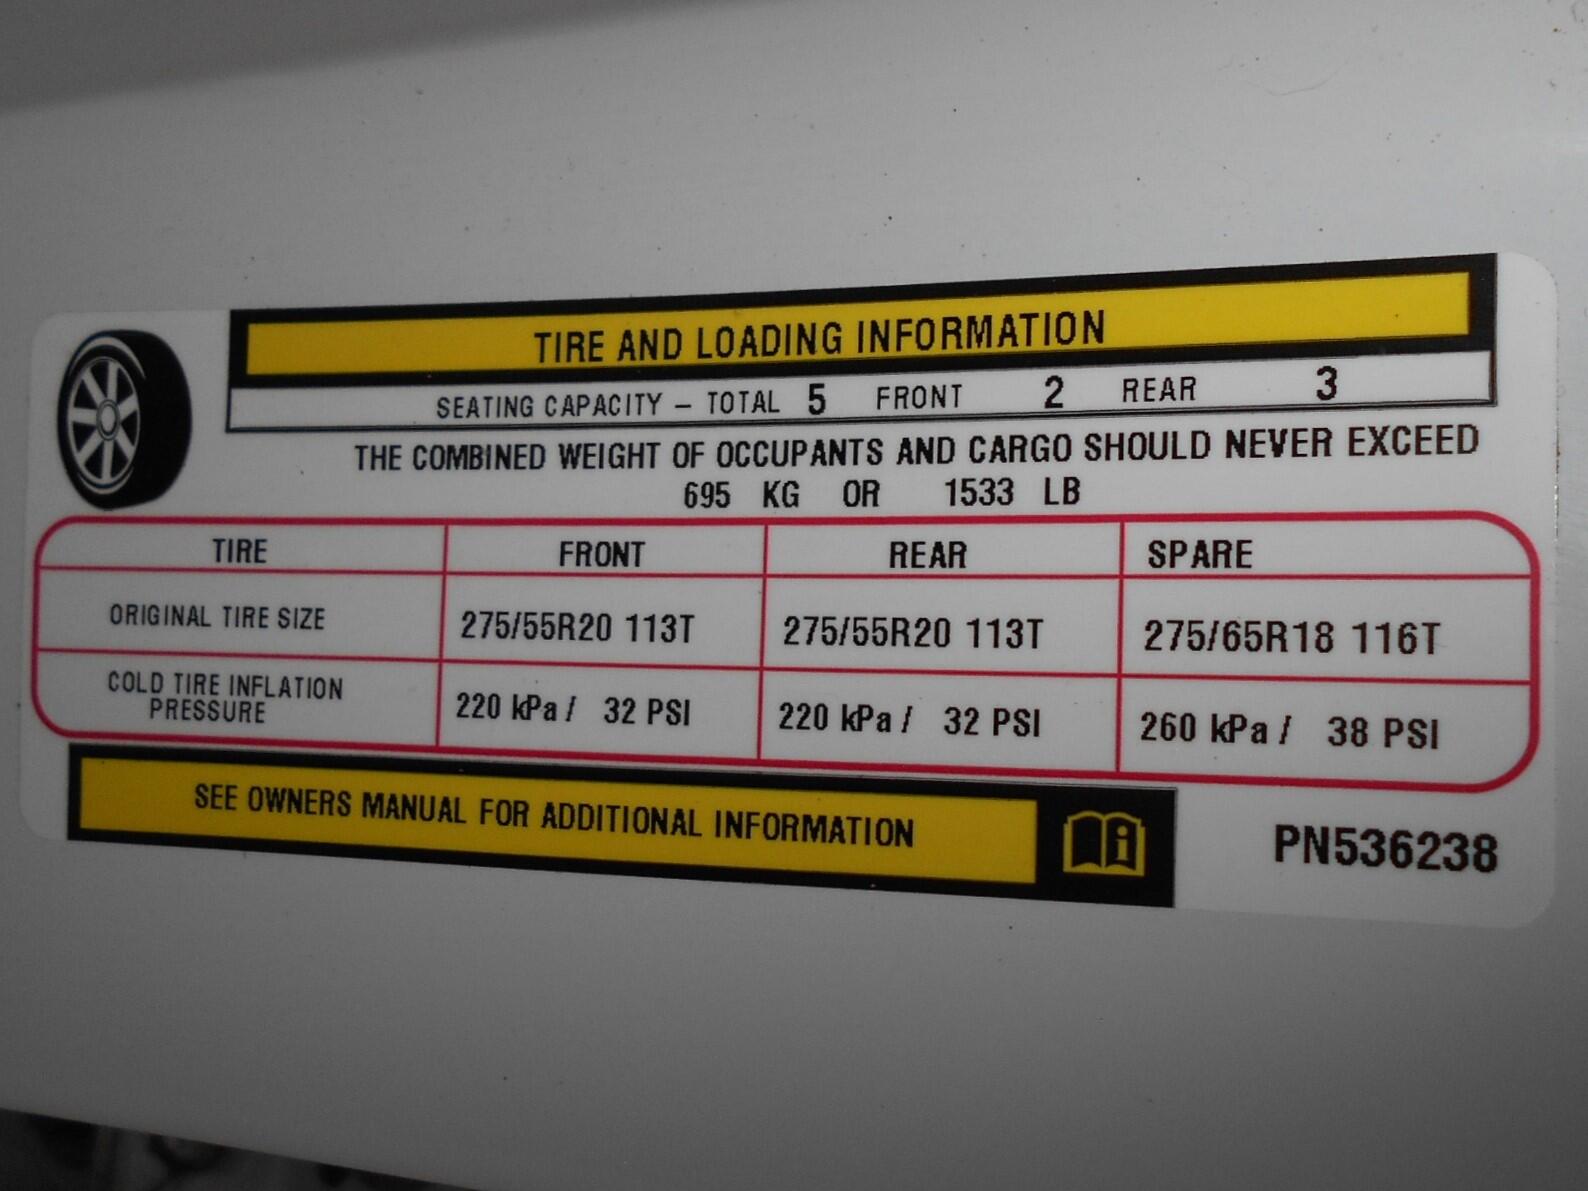 TIRE AND LOADING INFORMATION
SEATING CAPACITY – TOTAL 5 FRONT 2 REAR 3
THE COMBINED WEIGHT OF OCCUPANTS AND CARGO SHOULD NEVER EXCEED
695 KG OR 1533 LB
TIRE FRONT REAR SPARE
ORIGINAL TIRE SIZE 275/55R20 113T 275/55R20 113T 275/65R18 116T
COLD TIRE INFLATION
PRESSURE 220 kPa / 32 PSI 220 kPa / 32 PSI 260 kPa / 38 PSI
SEE OWNERS MANUAL FOR ADDITIONAL INFORMATION
PN536238